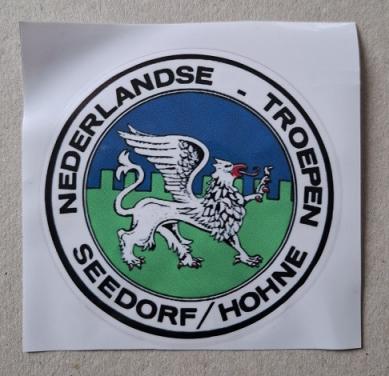 NEDERLANDSE - TROEPEN
SEEDORF/HOHNE